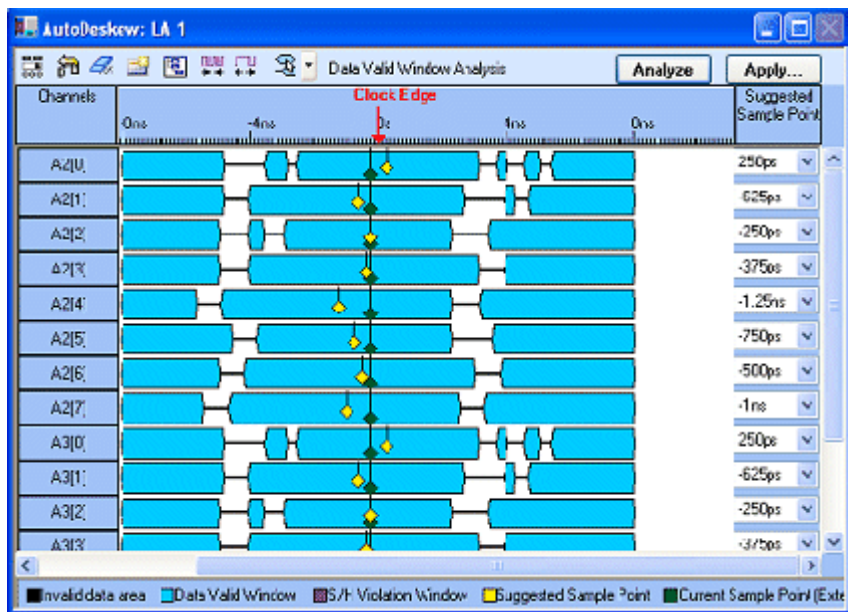 AutoDeskew: LA 1
Data Valid Window Analysis
Analyze
Apply...
Channels
Clock Edge
Suggested
Sample Point
0ns -4ns 0s 4ns 0ns
A2[0] 250ps
A2[1] -625ps
A2[2] -250ps
A2[3] -375ps
A2[4] -1.25ns
A2[5] -750ps
A2[6] -500ps
A2[7] -1ns
A3[0] 250ps
A3[1] -625ps
A3[2] -250ps
A3[3] -375ps
Invalid data area Data Valid Window S/H Violation Window Suggested Sample Point Current Sample Point (Exte